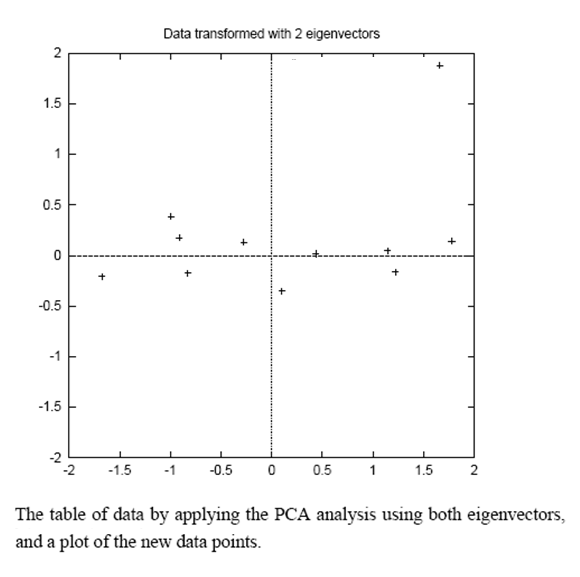 Data transformed with 2 eigenvectors
2
1.5
1
0.5
0
-0.5
-1
-1.5
-2
-2 -1.5 -1 -0.5 0 0.5 1 1.5 2
The table of data by applying the PCA analysis using both eigenvectors,
and a plot of the new data points.